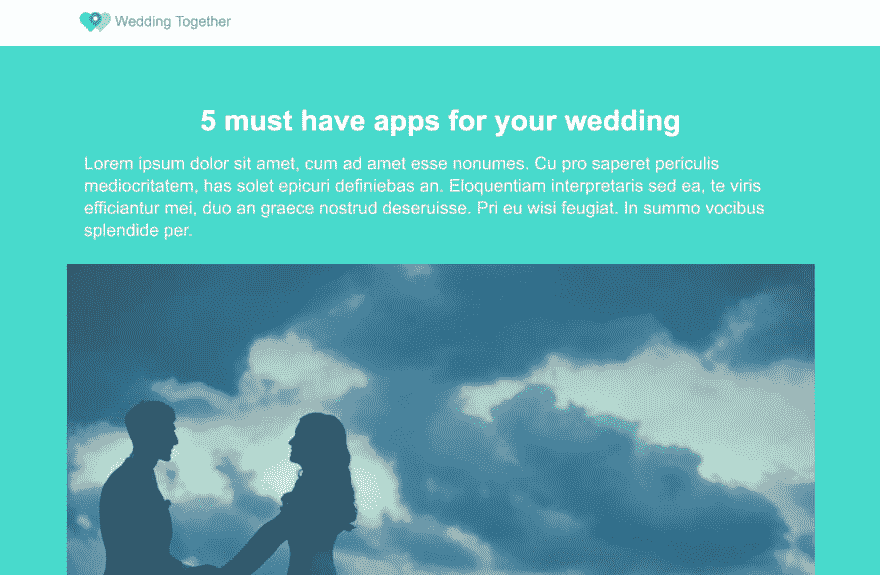 Wedding Together
5 must have apps for your wedding
Lorem ipsum dolor sit amet, cum ad amet esse nonumes. Cu pro saperet periculis
mediocritatem, has solet epicuri definiebas an. Eloquentiam interpretaris sed ea, te viris
efficiantur mei, duo an graece nostrud deseruisse. Pri eu wisi feugiat. In summo vocibus
splendide per.